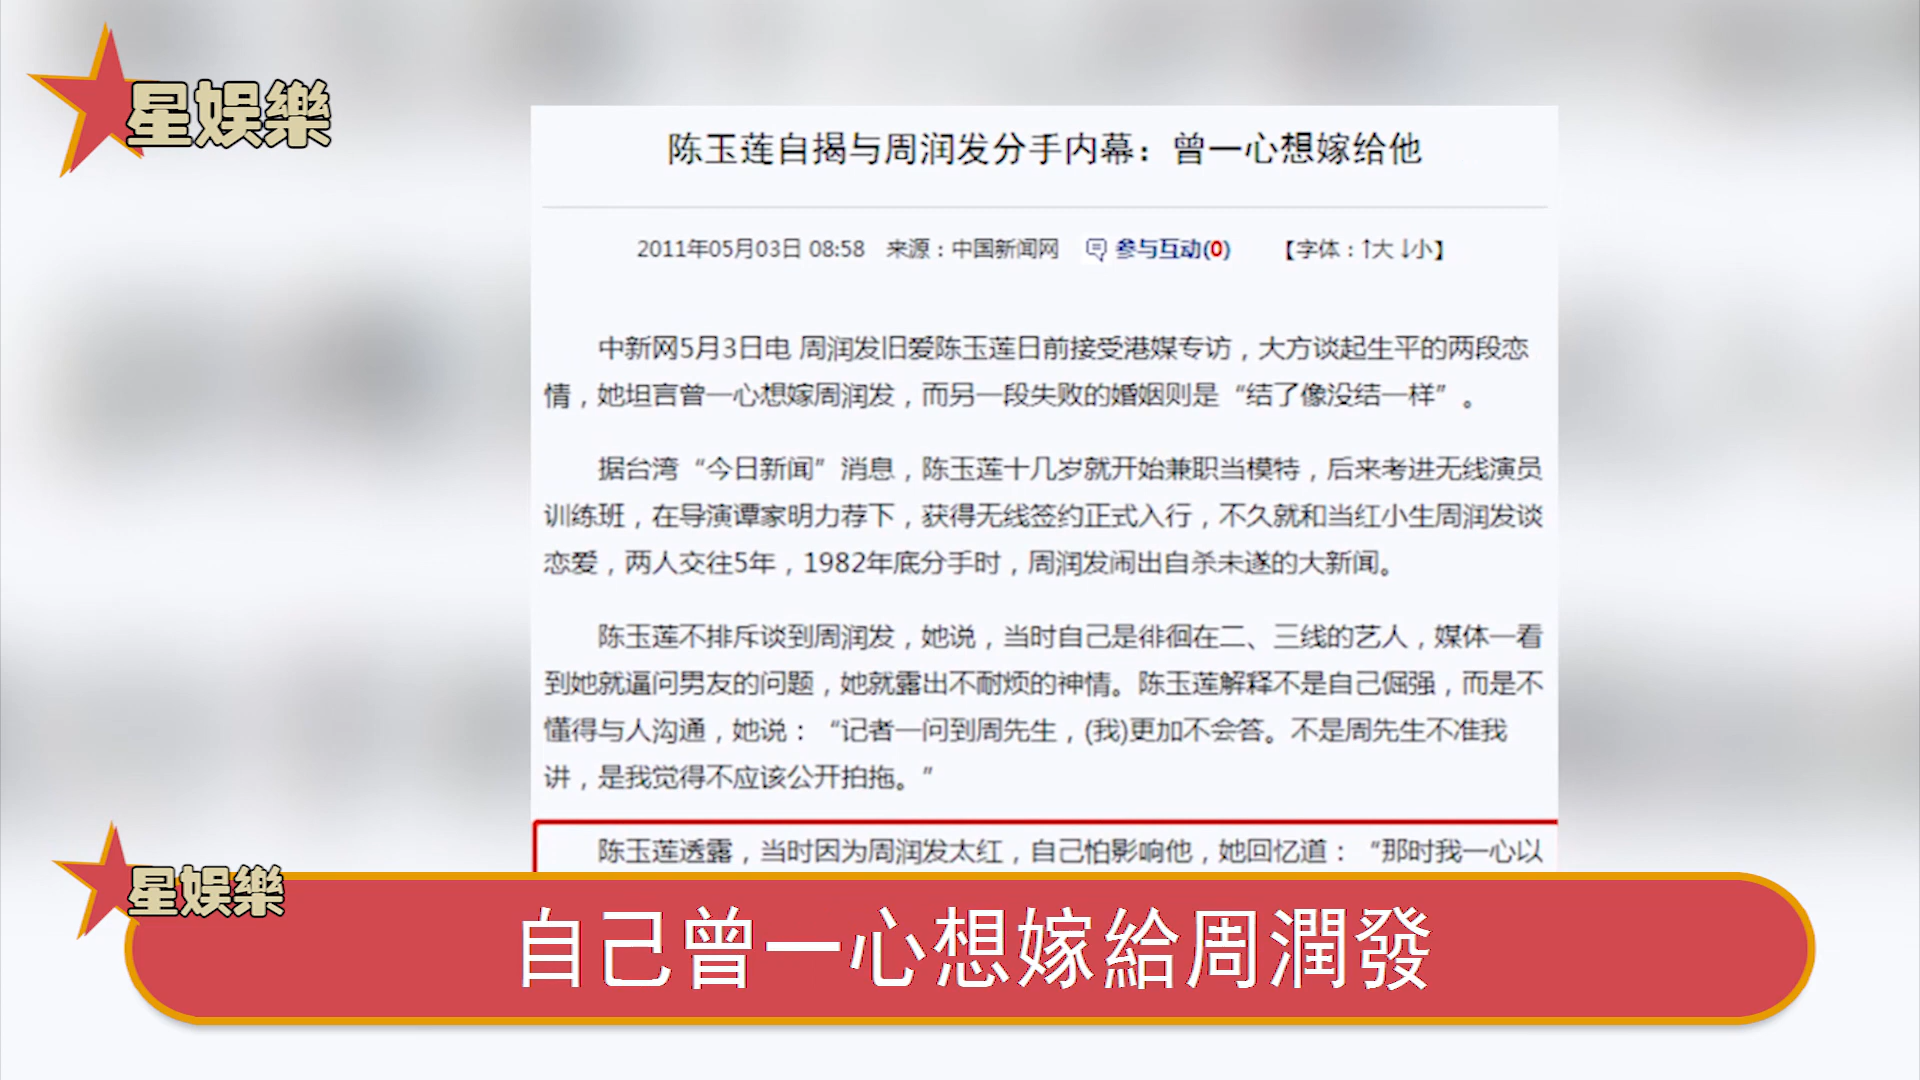 星娱樂
陈玉莲自揭与周润发分手内幕：曾一心想嫁给他
2011年05月03日 08:58 来源：中国新闻网 参与互动(0) 【字体：↑大 ↓小】
中新网5月3日电 周润发旧爱陈玉莲日前接受港媒专访，大方谈起生平的两段恋
情，她坦言曾一心想嫁周润发，而另一段失败的婚姻则是“结了像没结一样”。
据台湾“今日新闻”消息，陈玉莲十几岁就开始兼职当模特，后来考进无线演员
训练班，在导演谭家明力荐下，获得无线签约正式入行，不久就和当红小生周润发谈
恋爱，两人交往5年，1982年底分手时，周润发闹出自杀未遂的大新闻。
陈玉莲不排斥谈到周润发，她说，当时自己是徘徊在二、三线的艺人，媒体一看
到她就逼问男友的问题，她就露出不耐烦的神情。陈玉莲解释不是自己倔强，而是不
懂得与人沟通，她说：“记者一问到周先生，(我)更加不会答。不是周先生不准我
讲，是我觉得不应该公开拍拖。”
陈玉莲透露，当时因为周润发太红，自己怕影响他，她回忆道：“那时我一心以
星娱樂
自己曾一心想嫁給周潤發